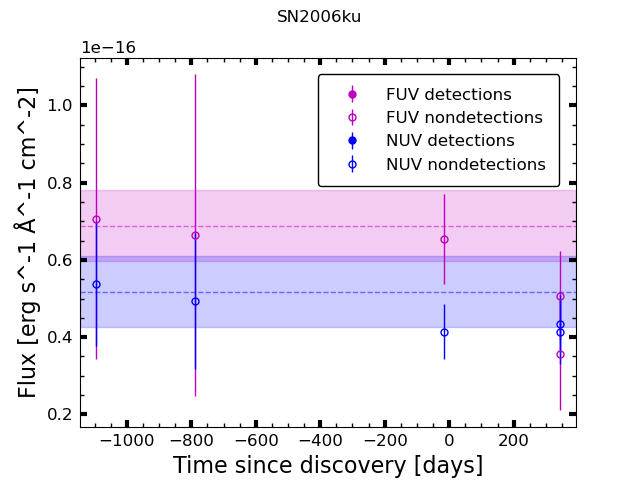 SN2006ku
1e−16
FUV detections
FUV nondetections
NUV detections
NUV nondetections
1.0
0.8
0.6
0.4
0.2
Flux [erg s^-1 Å^-1 cm^-2]
−1000 −800 −600 −400 −200 0 200
Time since discovery [days]